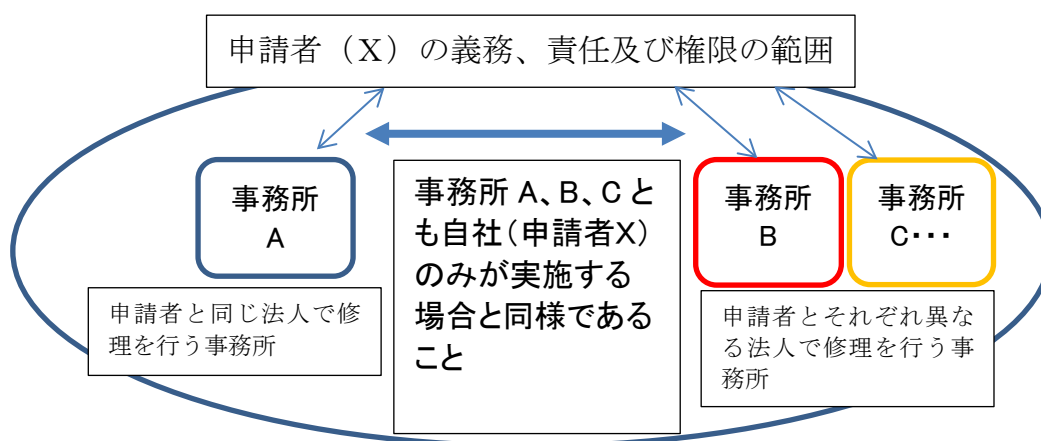 申請者（X）の義務、責任及び権限の範囲
事務所
A
申請者と同じ法人で修
理を行う事務所
事務所 A、B、C と
も自社（申請者X）
のみが実施する
場合と同様である
こと
事務所
B
事務所
C・・・
申請者とそれぞれ異な
る法人で修理を行う事
務所